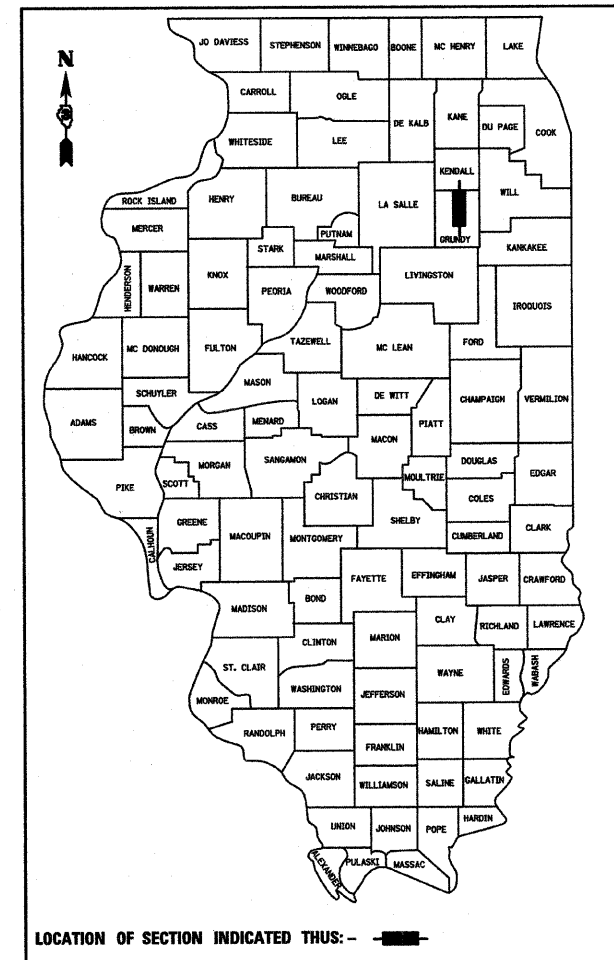 JO DAVIESS STEPHENSON WINNEBAGO BOONE MC HENRY LAKE
N
CARROLL OGLE DE KALB KANE DU PAGE COOK
WHITESIDE LEE
KENDALL WILL
ROCK ISLAND HENRY BUREAU LA SALLE
MERCER PUTNAM GRUNDY
STARK MARSHALL KANKAKEE
HENDERSON WARREN KNOX PEORIA WOODFORD LIVINGSTON IROQUOIS
HANCOCK MC DONOUGH FULTON TAZEWELL MC LEAN FORD
MASON
SCHUYLER LOGAN DE WITT CHAMPAIGN VERMILION
ADAMS BROWN CASS MENARD MACON PIATT
SANGAMON DOUGLAS
PIKE SCOTT MORGAN CHRISTIAN MOULTRIE EDGAR
COLES
CALHOUN GREENE MACOUPIN MONTGOMERY SHELBY CUMBERLAND CLARK
JERSEY FAYETTE EFFINGHAM JASPER CRAWFORD
MADISON BOND
CLAY RICHLAND LAWRENCE
CLINTON MARION
ST. CLAIR WAYNE EDWARDS WABASH
MONROE WASHINGTON JEFFERSON
RANDOLPH PERRY HAMILTON WHITE
FRANKLIN
JACKSON WILLIAMSON SALINE GALLATIN
UNION JOHNSON POPE HARDIN
ALEXANDER PULASKI MASSAC
LOCATION OF SECTION INDICATED THUS: -